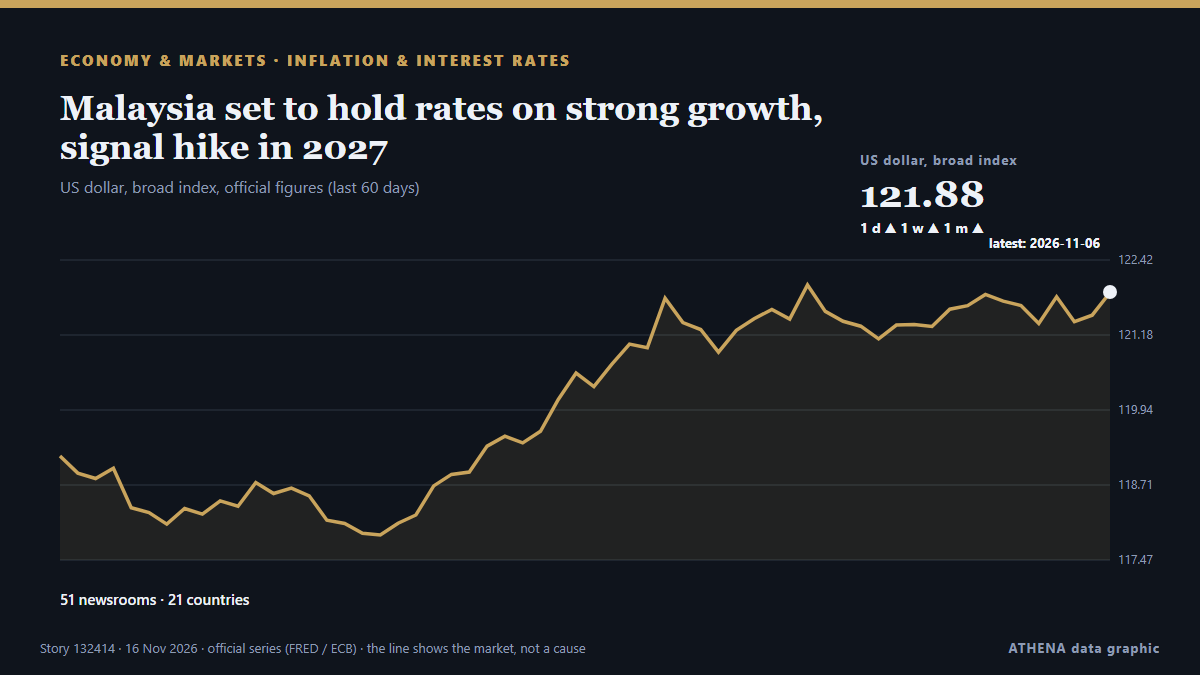 ECONOMY & MARKETS · INFLATION & INTEREST RATES
Malaysia set to hold rates on strong growth,
signal hike in 2027
US dollar, broad index, official figures (last 60 days)
US dollar, broad index
121.88
1 d ▲ 1 w ▲ 1 m ▲
latest: 2026-11-06
122.42
121.18
119.94
118.71
117.47
51 newsrooms · 21 countries
Story 132414 · 16 Nov 2026 · official series (FRED / ECB) · the line shows the market, not a cause
ATHENA data graphic